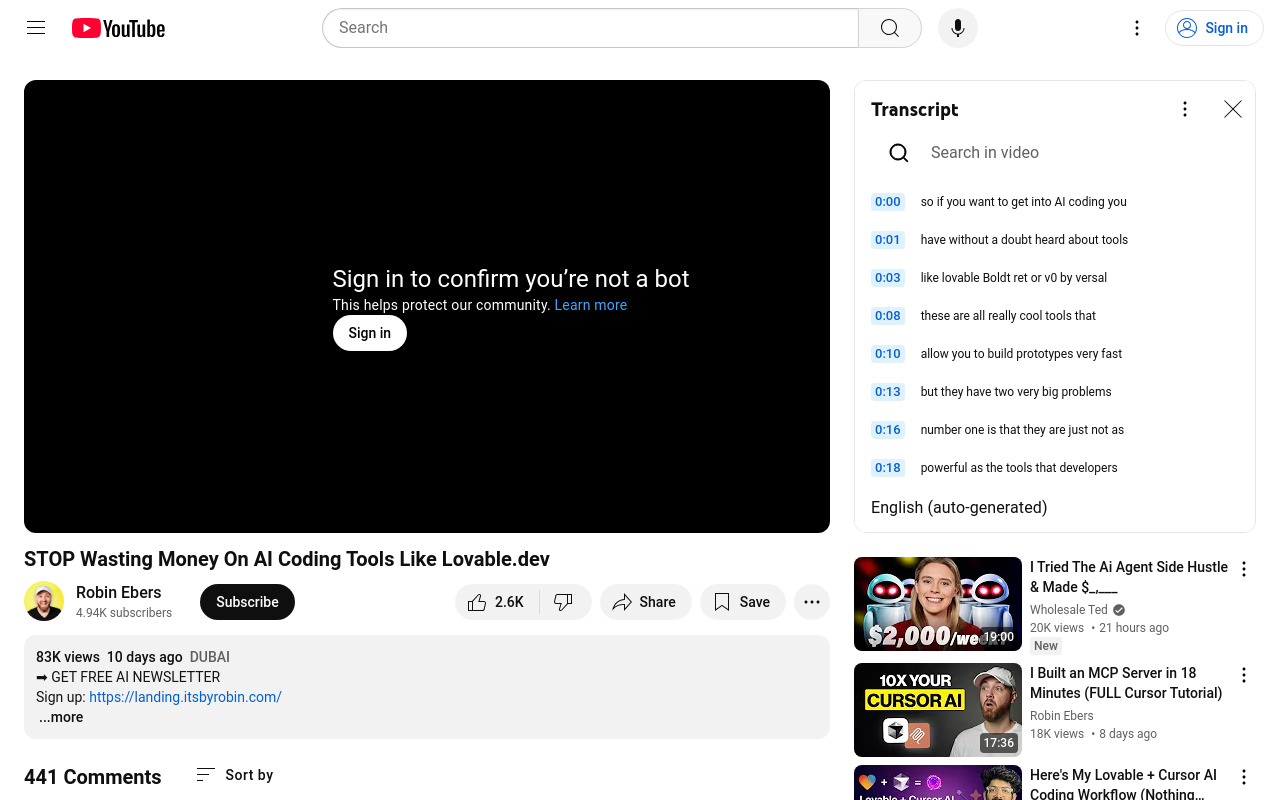 YouTube
Search
Sign in
Sign in to confirm you’re not a bot
This helps protect our community. Learn more
Sign in
Transcript
Search in video
0:00 so if you want to get into AI coding you
0:01 have without a doubt heard about tools
0:03 like lovable Boldt ret or v0 by versal
0:08 these are all really cool tools that
0:10 allow you to build prototypes very fast
0:13 but they have two very big problems
0:16 number one is that they are just not as
0:18 powerful as the tools that developers
English (auto-generated)
STOP Wasting Money On AI Coding Tools Like Lovable.dev
Robin Ebers
4.94K subscribers
Subscribe
2.6K
Share
Save
83K views 10 days ago DUBAI
➡ GET FREE AI NEWSLETTER
Sign up: https://landing.itsbyrobin.com/
...more
441 Comments
Sort by
$2,000/week
19:00
I Tried The Ai Agent Side Hustle
& Made $_,___
Wholesale Ted
20K views • 21 hours ago
New
10X YOUR
CURSOR AI
17:36
I Built an MCP Server in 18
Minutes (FULL Cursor Tutorial)
Robin Ebers
18K views • 8 days ago
Lovable + Cursor AI
Here's My Lovable + Cursor AI
Coding Workflow (Nothing...